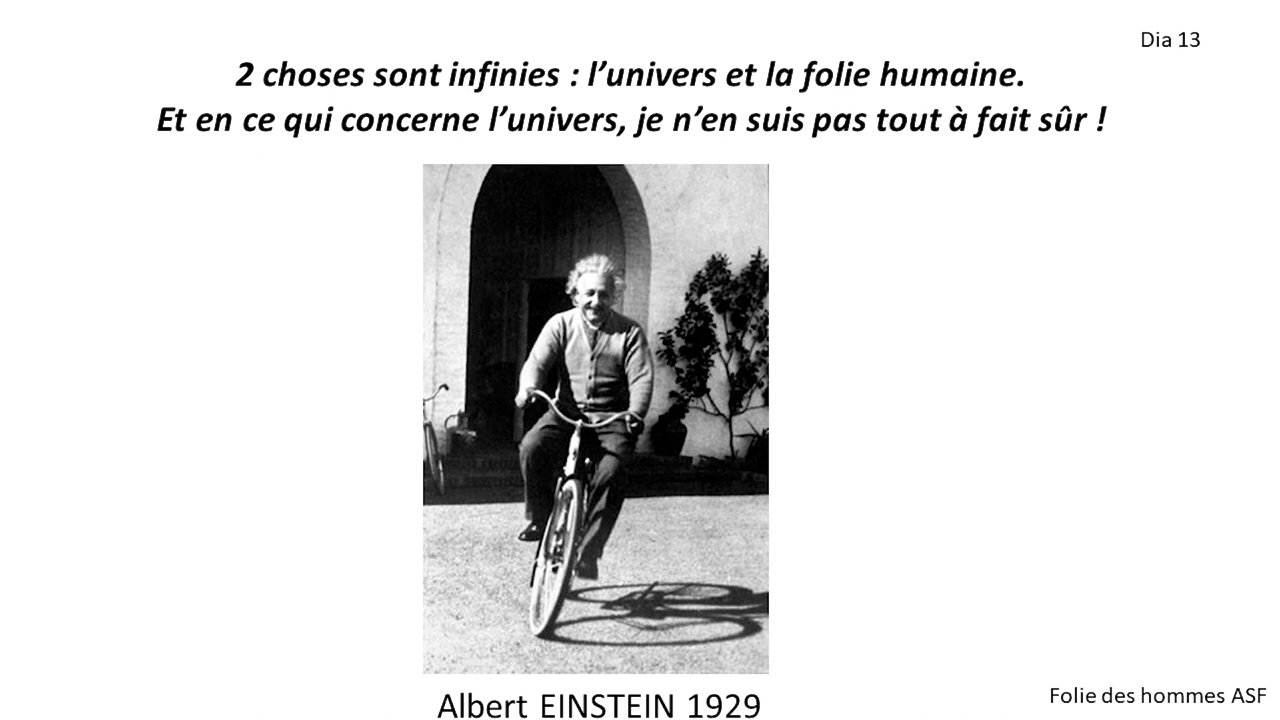 Dia 13
2 choses sont infinies : l’univers et la folie humaine.
Et en ce qui concerne l’univers, je n’en suis pas tout à fait sûr !
Albert EINSTEIN 1929
Folie des hommes ASF